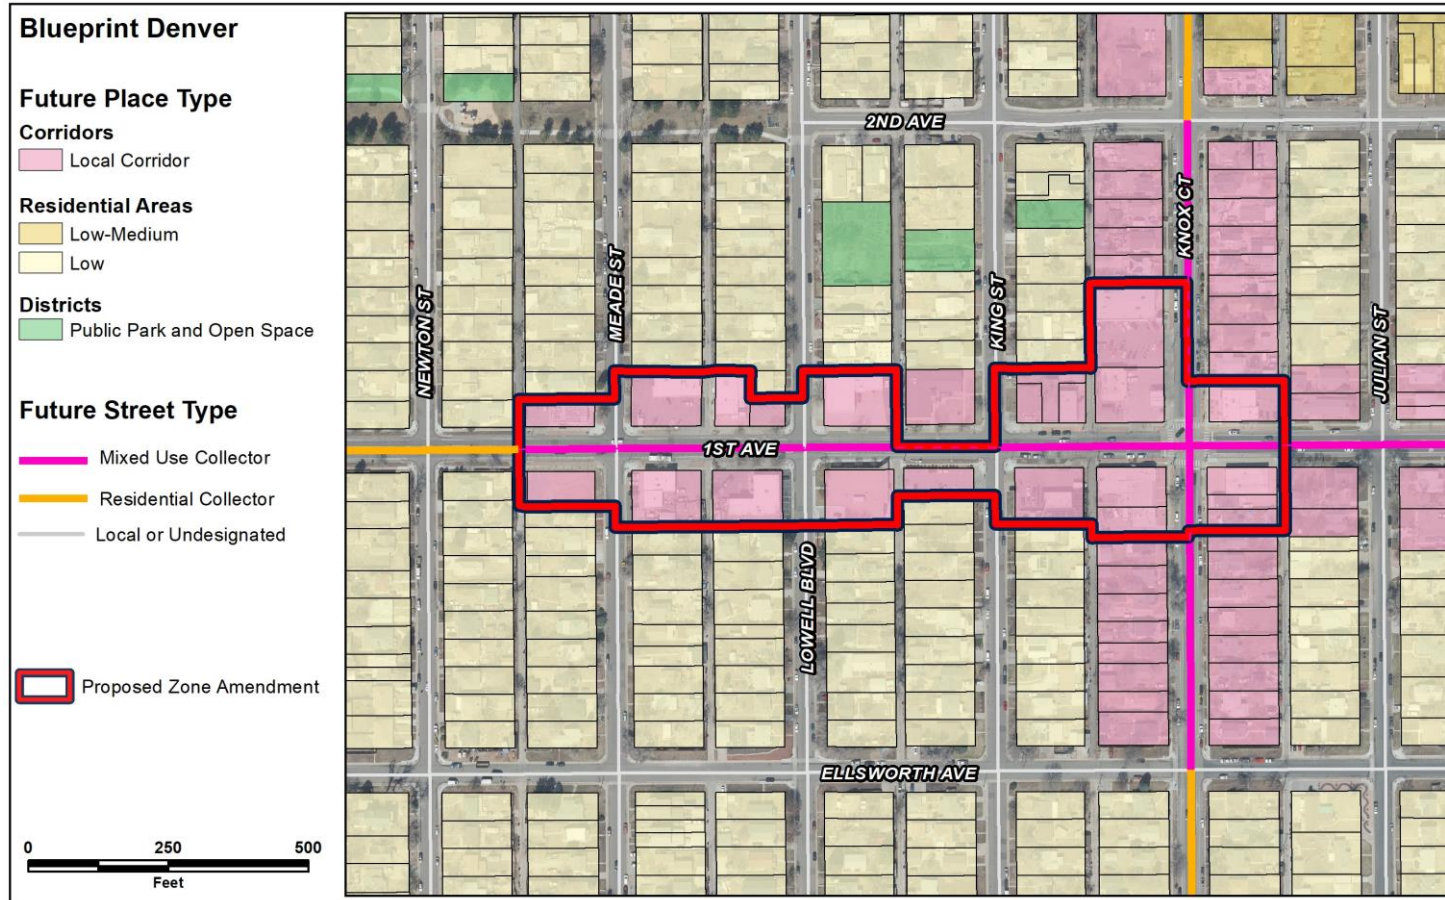 Blueprint Denver
Future Place Type
Corridors
Local Corridor
Residential Areas
Low-Medium
Low
Districts
Public Park and Open Space
Future Street Type
Mixed Use Collector
Residential Collector
Local or Undesignated
Proposed Zone Amendment
0 250 500
Feet
2ND AVE
KNOX CT
MEADE ST
NEWTON ST
KING ST
JULIAN ST
1ST AVE
LOWELL BLVD
ELLSWORTH AVE